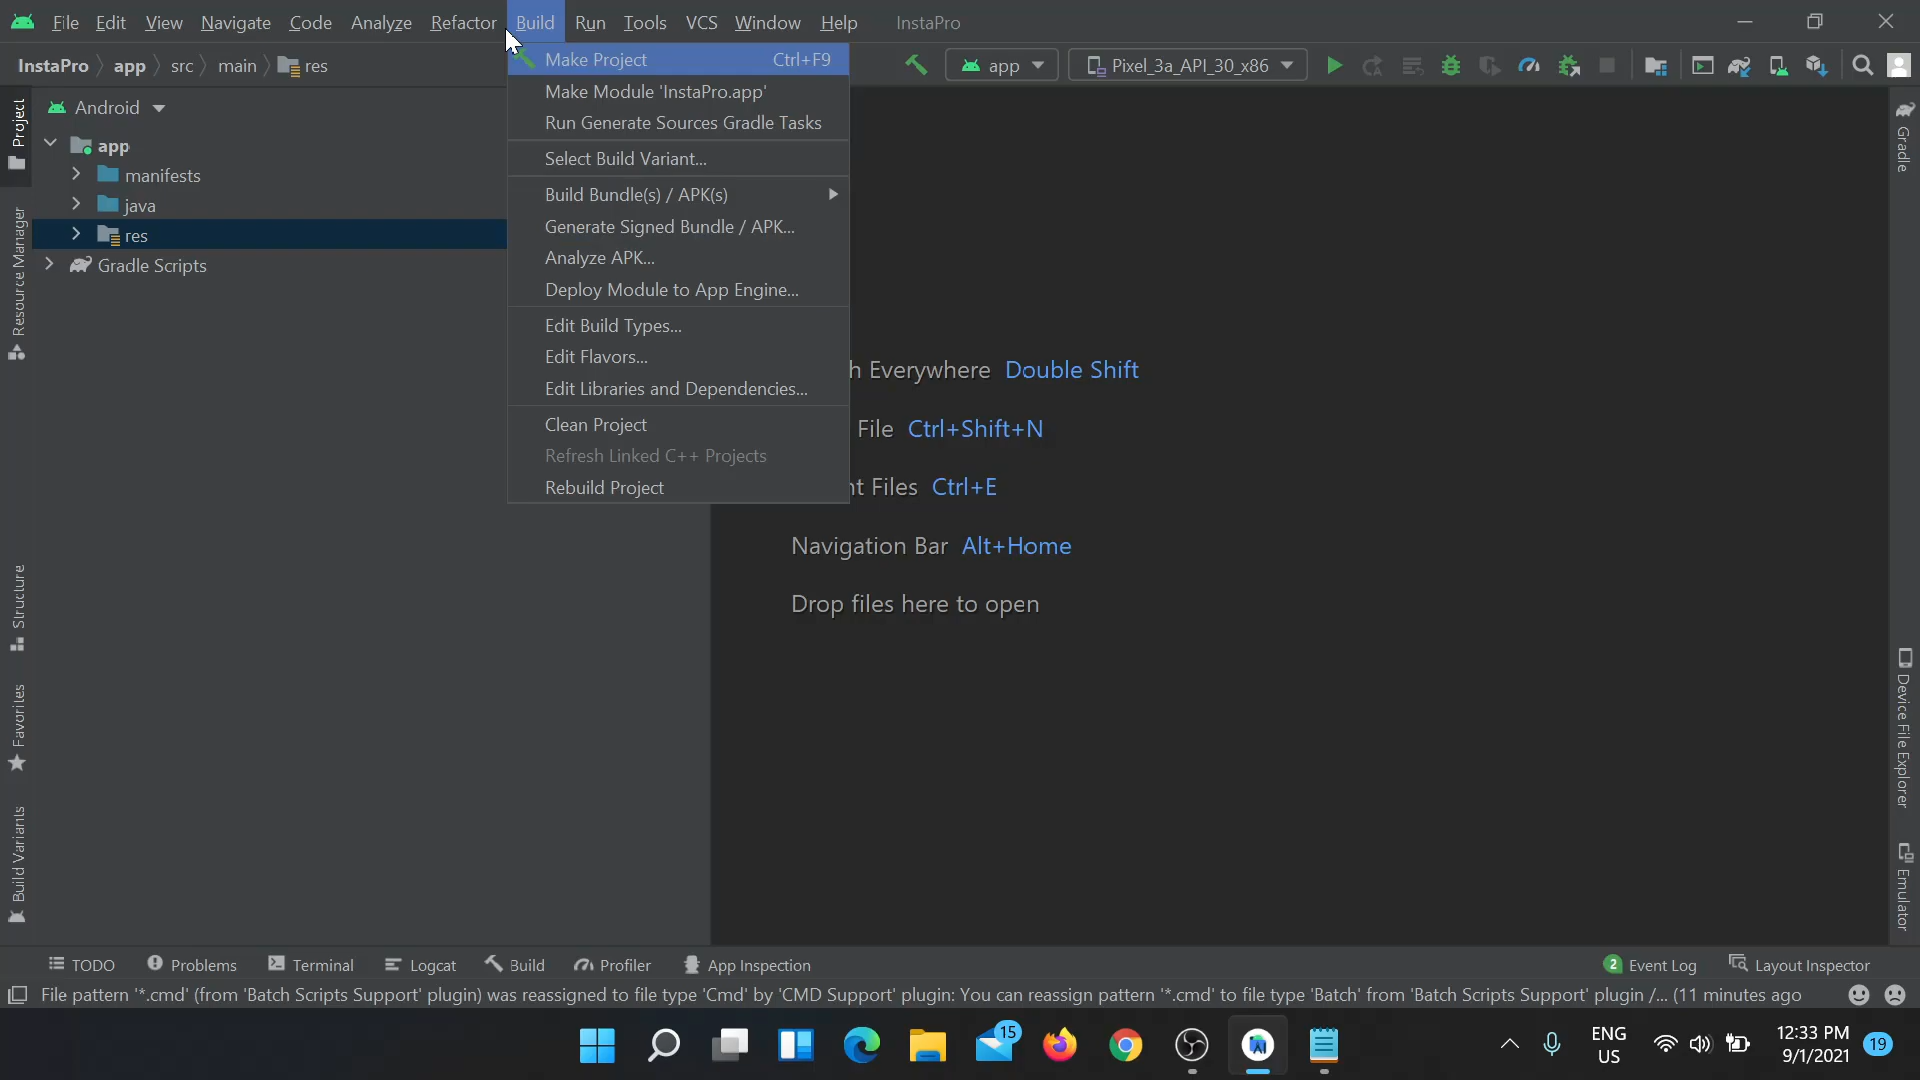 File Edit View Navigate Code Analyze Refactor Build Run Tools VCS Window Help InstaPro
InstaPro app src main res
app Pixel_3a_API_30_x86
Make Project Ctrl+F9
Make Module 'InstaPro.app'
Run Generate Sources Gradle Tasks
Select Build Variant...
Build Bundle(s) / APK(s)
Generate Signed Bundle / APK...
Analyze APK...
Deploy Module to App Engine...
Edit Build Types...
Edit Flavors...
Edit Libraries and Dependencies...
Clean Project
Refresh Linked C++ Projects
Rebuild Project
Project
Resource Manager
Structure
Favorites
Build Variants
Android
app
manifests
java
res
Gradle Scripts
h Everywhere Double Shift
File Ctrl+Shift+N
nt Files Ctrl+E
Navigation Bar Alt+Home
Drop files here to open
Gradle
Device File Explorer
Emulator
TODO Problems Terminal Logcat Build Profiler App Inspection 2 Event Log Layout Inspector
File pattern '*.cmd' (from 'Batch Scripts Support' plugin) was reassigned to file type 'Cmd' by 'CMD Support' plugin: You can reassign pattern '*.cmd' to file type 'Batch' from 'Batch Scripts Support' plugin /... (11 minutes ago
15
ENG
US
12:33 PM
9/1/2021
19